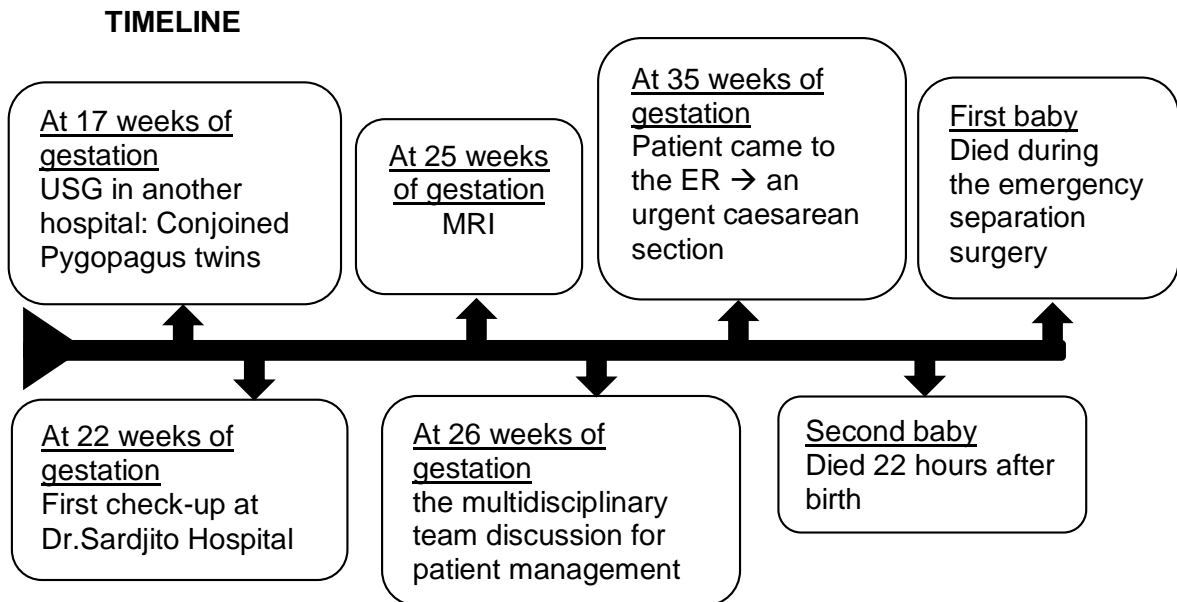 TIMELINE
At 17 weeks of
gestation
USG in another
hospital: Conjoined
Pygopagus twins
At 22 weeks of
gestation
First check-up at
Dr.Sardjito Hospital
At 25 weeks
of gestation
MRI
At 26 weeks of
gestation
the multidisciplinary
team discussion for
patient management
At 35 weeks of
gestation
Patient came to
the ER → an
urgent caesarean
section
Second baby
Died 22 hours after
birth
First baby
Died during
the emergency
separation
surgery